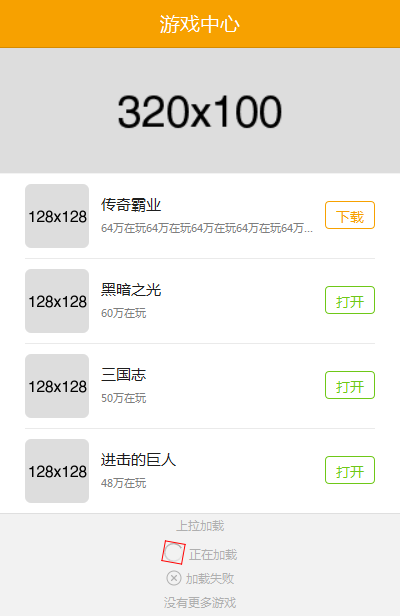 游戏中心
320x100
128x128
传奇霸业
64万在玩64万在玩64万在玩64万在玩64万...
下载
128x128
黑暗之光
60万在玩
打开
128x128
三国志
50万在玩
打开
128x128
进击的巨人
48万在玩
打开
上拉加载
正在加载
加载失败
没有更多游戏